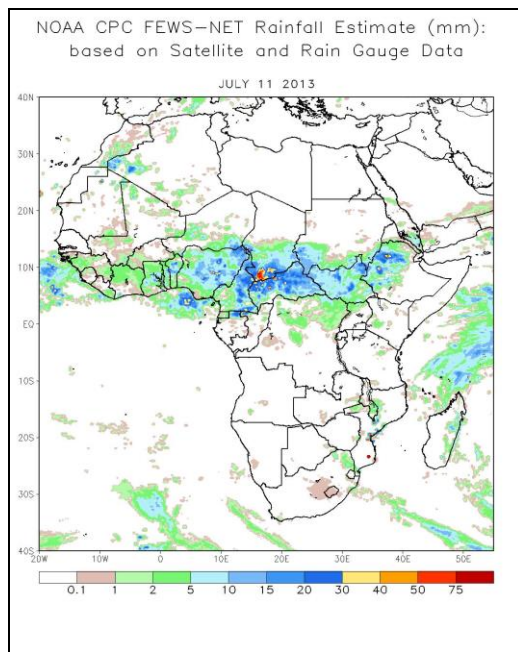 NOAA CPC FEWS-NET Rainfall Estimate (mm):
based on Satellite and Rain Gauge Data
JULY 11 2013
40N
30N
20N
10N
EQ
10S
20S
30S
40S
20W 10W 0 10E 20E 30E 40E 50E
0.1 1 2 5 10 15 20 30 40 50 75